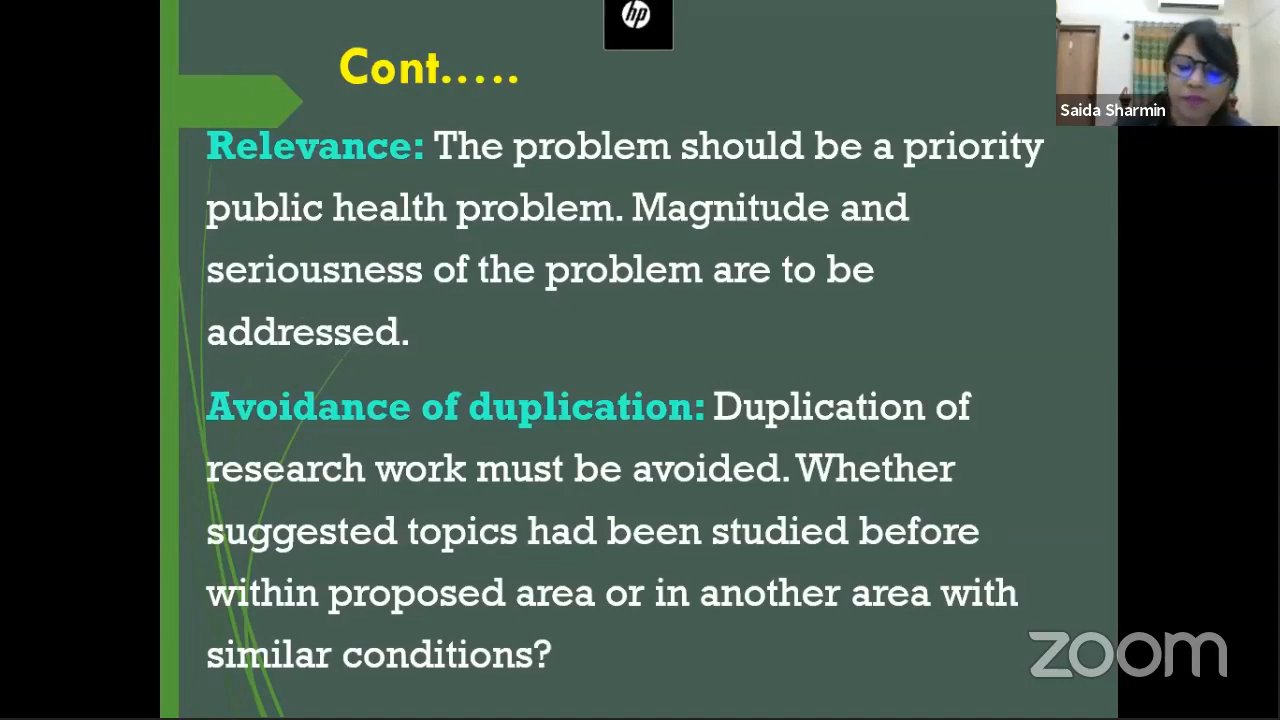 hp
Cont.....
Saida Sharmin
Relevance: The problem should be a priority
public health problem. Magnitude and
seriousness of the problem are to be
addressed.
Avoidance of duplication: Duplication of
research work must be avoided. Whether
suggested topics had been studied before
within proposed area or in another area with
similar conditions?
zoom